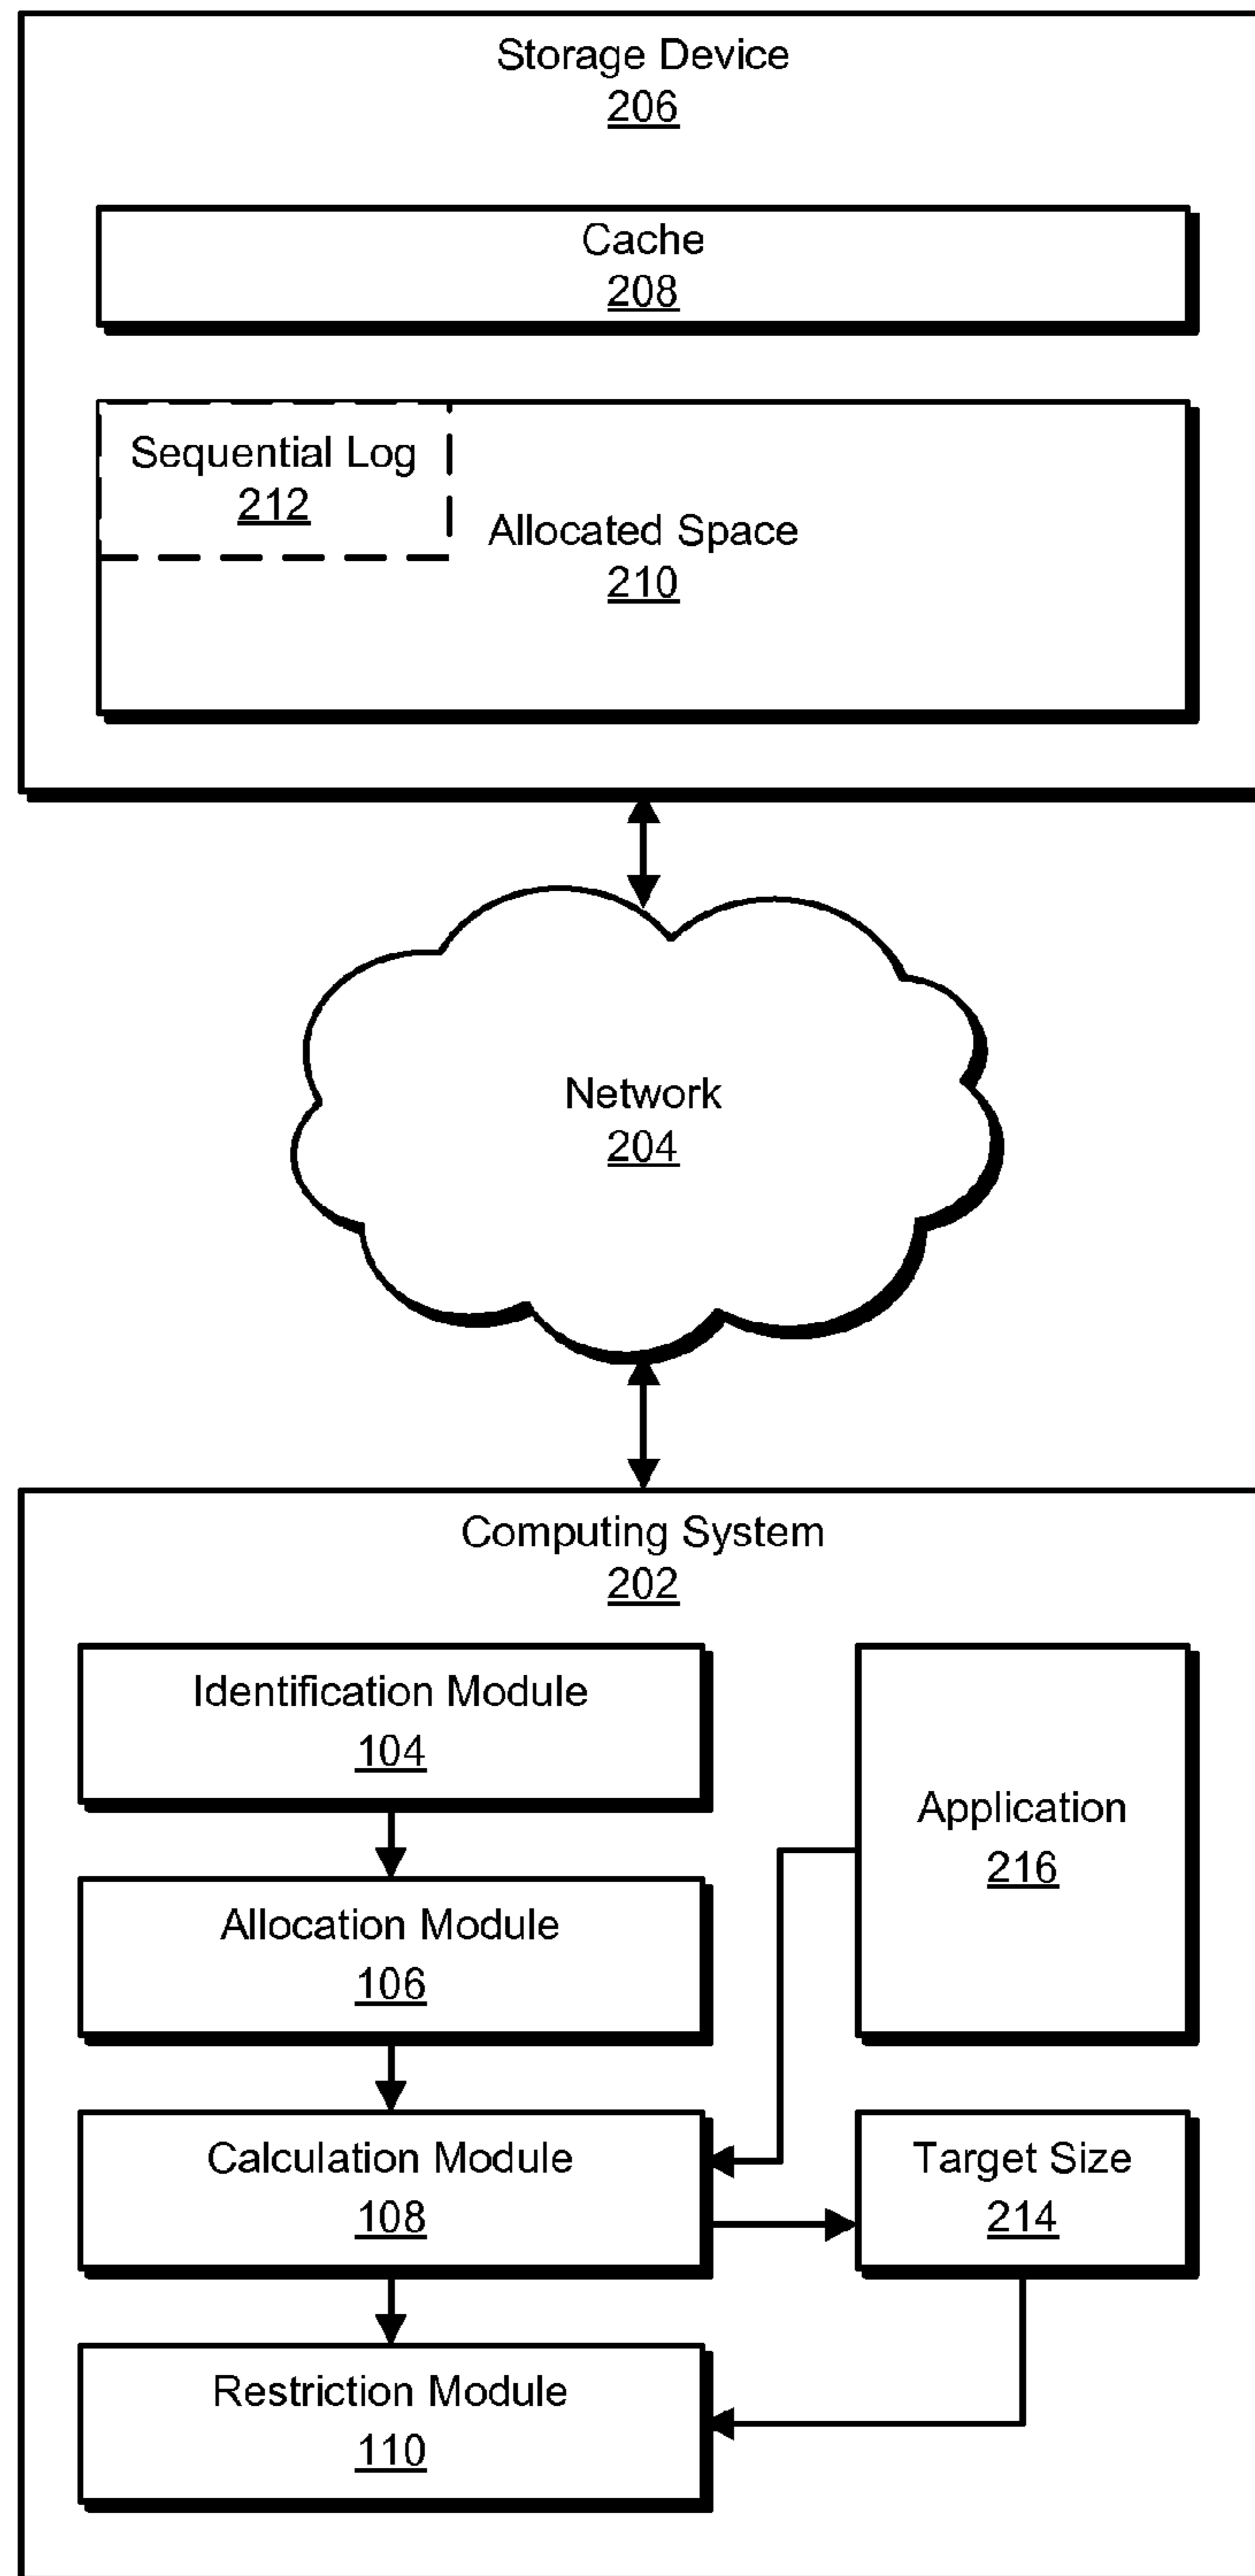 Storage Device
206
Cache
208
Sequential Log
212
Allocated Space
210
Network
204
Computing System
202
Identification Module
104
Application
216
Allocation Module
106
Calculation Module
108
Target Size
214
Restriction Module
110